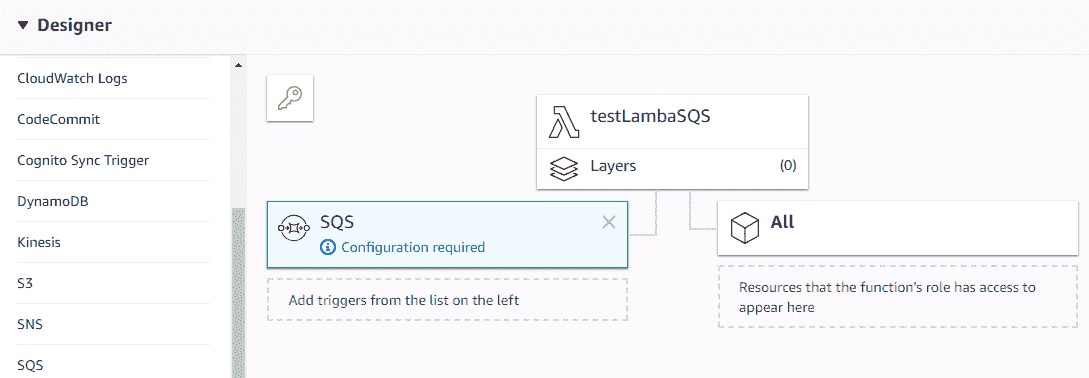 Designer
CloudWatch Logs
CodeCommit
Cognito Sync Trigger
DynamoDB
Kinesis
S3
SNS
SQS
testLambaSQS
Layers (0)
SQS
Configuration required
Add triggers from the list on the left
All
Resources that the function's role has access to
appear here